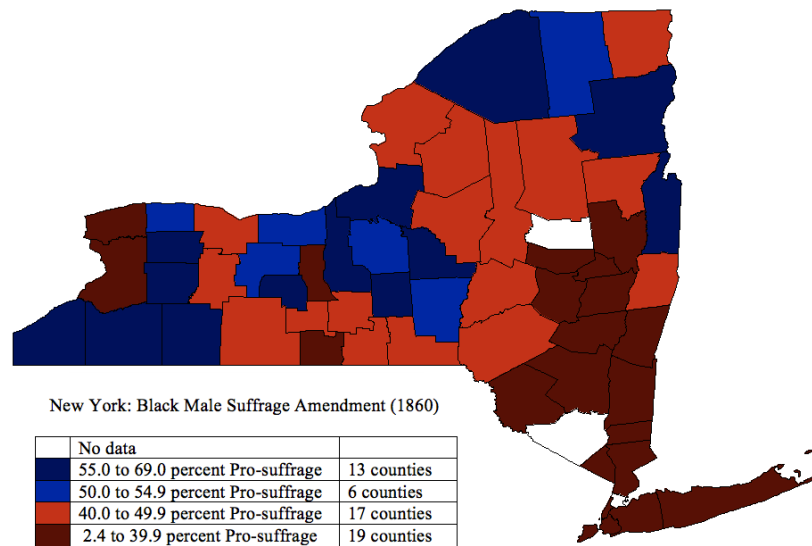 New York: Black Male Suffrage Amendment (1860)
No data
55.0 to 69.0 percent Pro-suffrage 13 counties
50.0 to 54.9 percent Pro-suffrage 6 counties
40.0 to 49.9 percent Pro-suffrage 17 counties
2.4 to 39.9 percent Pro-suffrage 19 counties